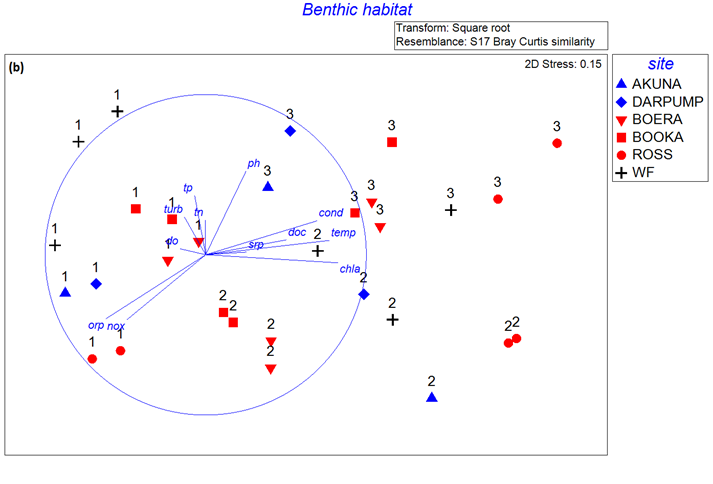 Benthic habitat
Transform: Square root
Resemblance: S17 Bray Curtis similarity
(b)
2D Stress: 0.15
site
AKUNA
DARPUMP
BOERA
BOOKA
ROSS
WF
1
1
3
3
3
3
ph
3
tp
1
1
turb
tn
3
3
3
cond
1
1
do
srp
doc
temp
2
1
chla
1
1
2
2
2
2
orp
nox
1
1
2
2
2
2
2